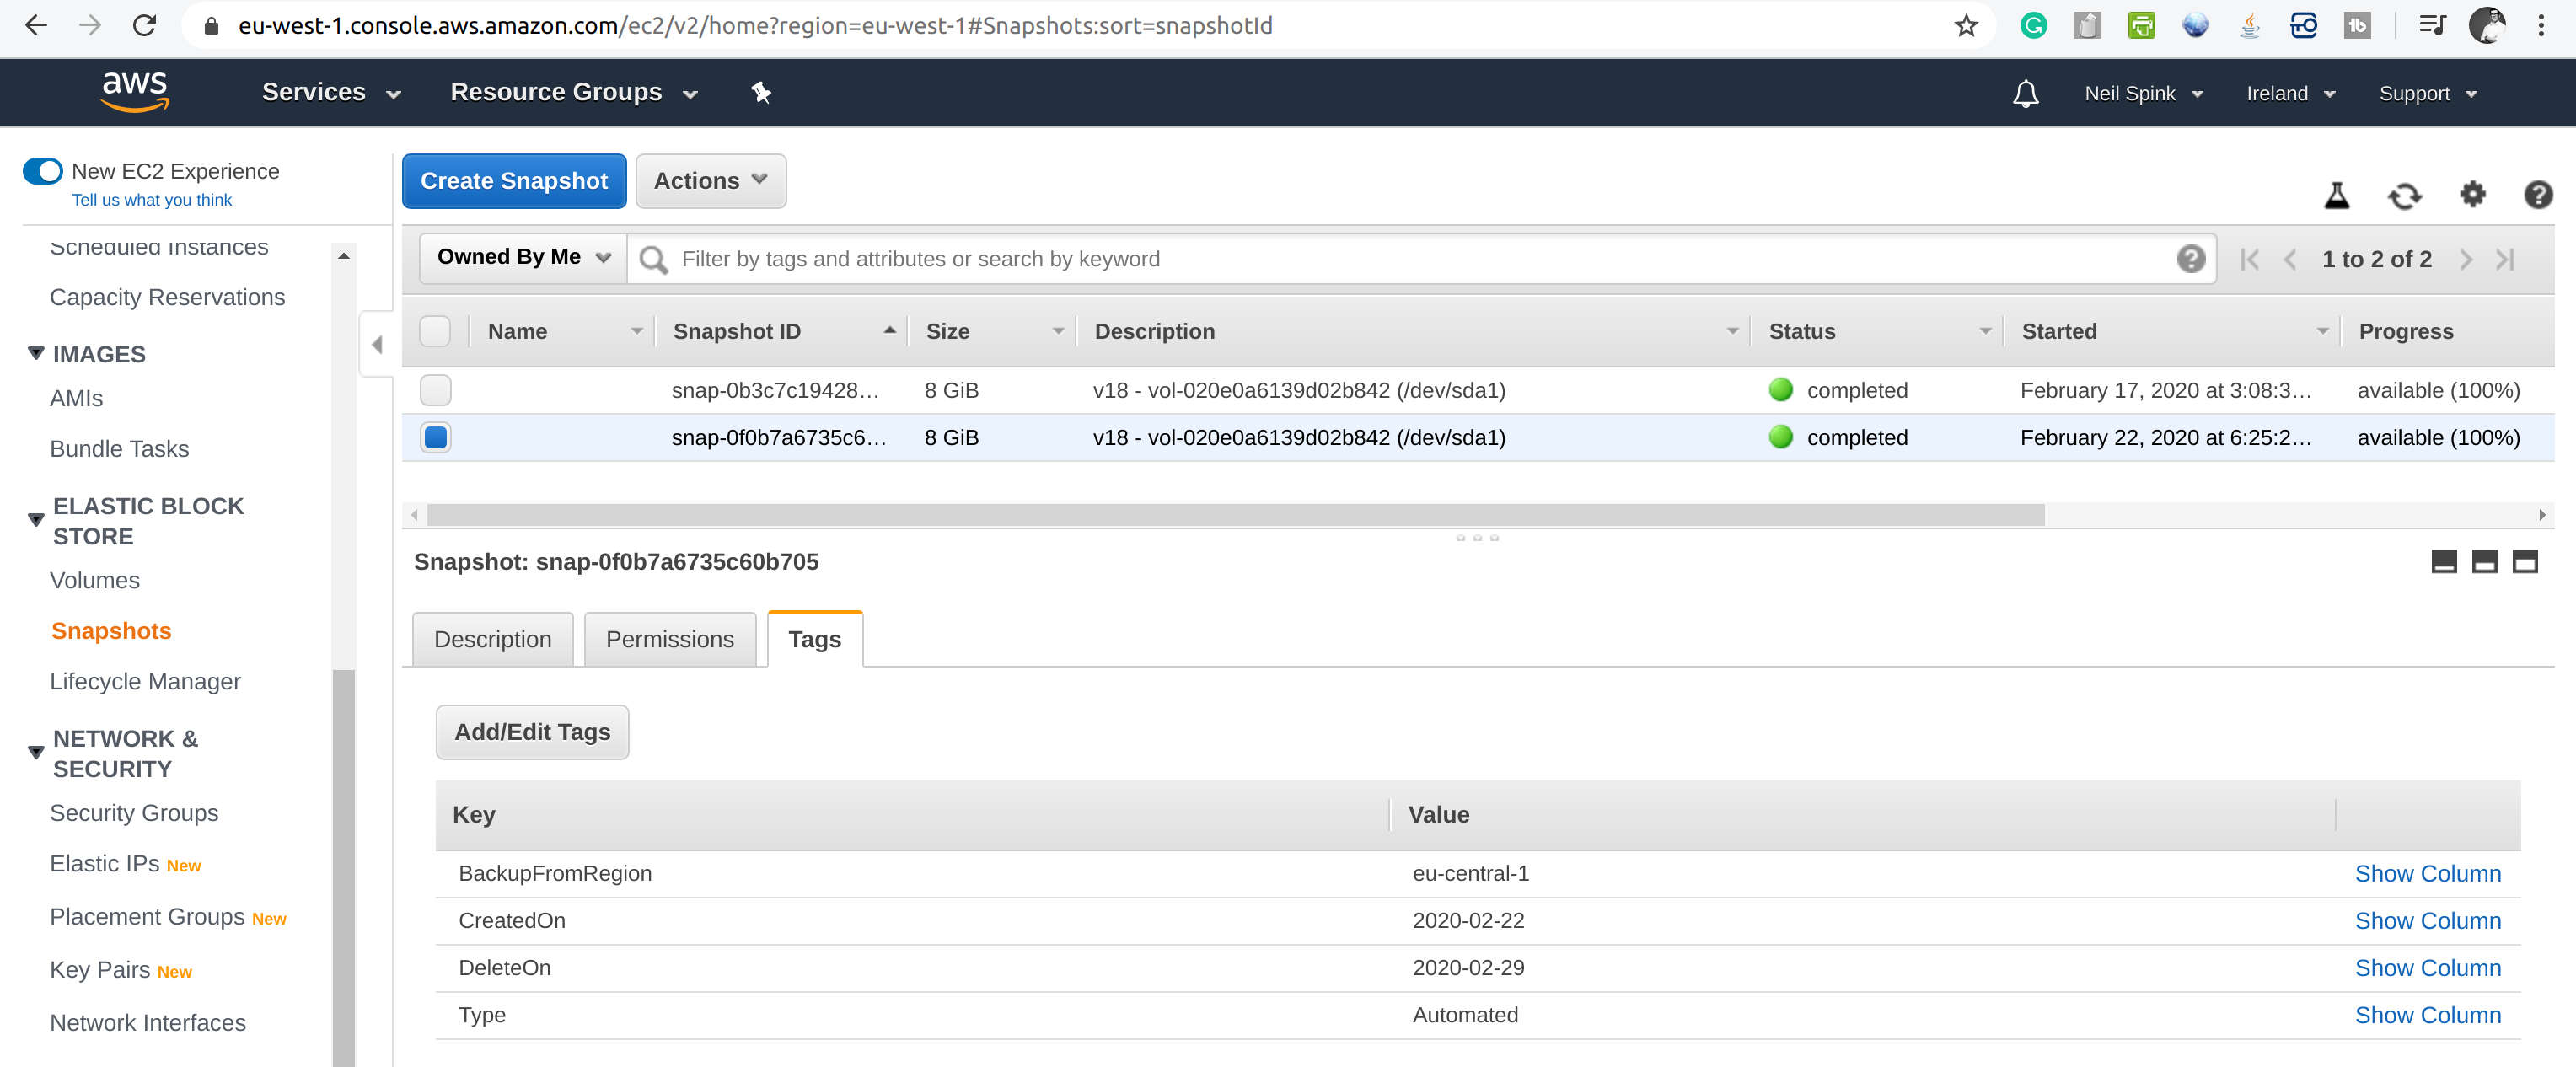 eu-west-1.console.aws.amazon.com/ec2/v2/home?region=eu-west-1#Snapshots:sort=snapshotId
aws Services Resource Groups Neil Spink Ireland Support
New EC2 Experience
Tell us what you think
Scheduled Instances
Capacity Reservations
IMAGES
AMIs
Bundle Tasks
ELASTIC BLOCK
STORE
Volumes
Snapshots
Lifecycle Manager
NETWORK &
SECURITY
Security Groups
Elastic IPs New
Placement Groups New
Key Pairs New
Network Interfaces
Create Snapshot Actions
Owned By Me Filter by tags and attributes or search by keyword 1 to 2 of 2
Name Snapshot ID Size Description Status Started Progress
snap-0b3c7c19428... 8 GiB v18 - vol-020e0a6139d02b842 (/dev/sda1) completed February 17, 2020 at 3:08:3... available (100%)
snap-0f0b7a6735c6... 8 GiB v18 - vol-020e0a6139d02b842 (/dev/sda1) completed February 22, 2020 at 6:25:2... available (100%)
Snapshot: snap-0f0b7a6735c60b705
Description Permissions Tags
Add/Edit Tags
Key Value
BackupFromRegion eu-central-1 Show Column
CreatedOn 2020-02-22 Show Column
DeleteOn 2020-02-29 Show Column
Type Automated Show Column